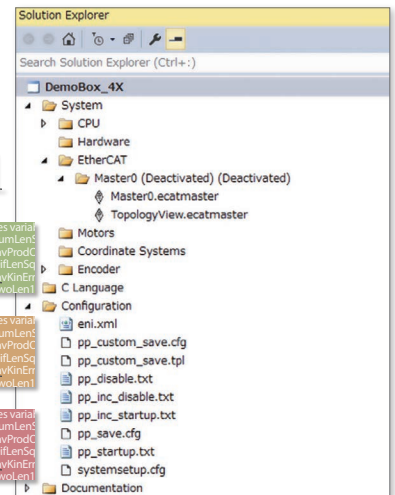 Solution Explorer
Search Solution Explorer (Ctrl+:)
DemoBox_4X
System
CPU
Hardware
EtherCAT
Master0 (Deactivated) (Deactivated)
Master0.ecatmaster
TopologyView.ecatmaster
Motors
Coordinate Systems
Encoder
C Language
Configuration
eni.xml
pp_custom_save.cfg
pp_custom_save.tpl
pp_disable.txt
pp_inc_disable.txt
pp_inc_startup.txt
pp_save.cfg
pp_startup.txt
systemsetup.cfg
Documentation